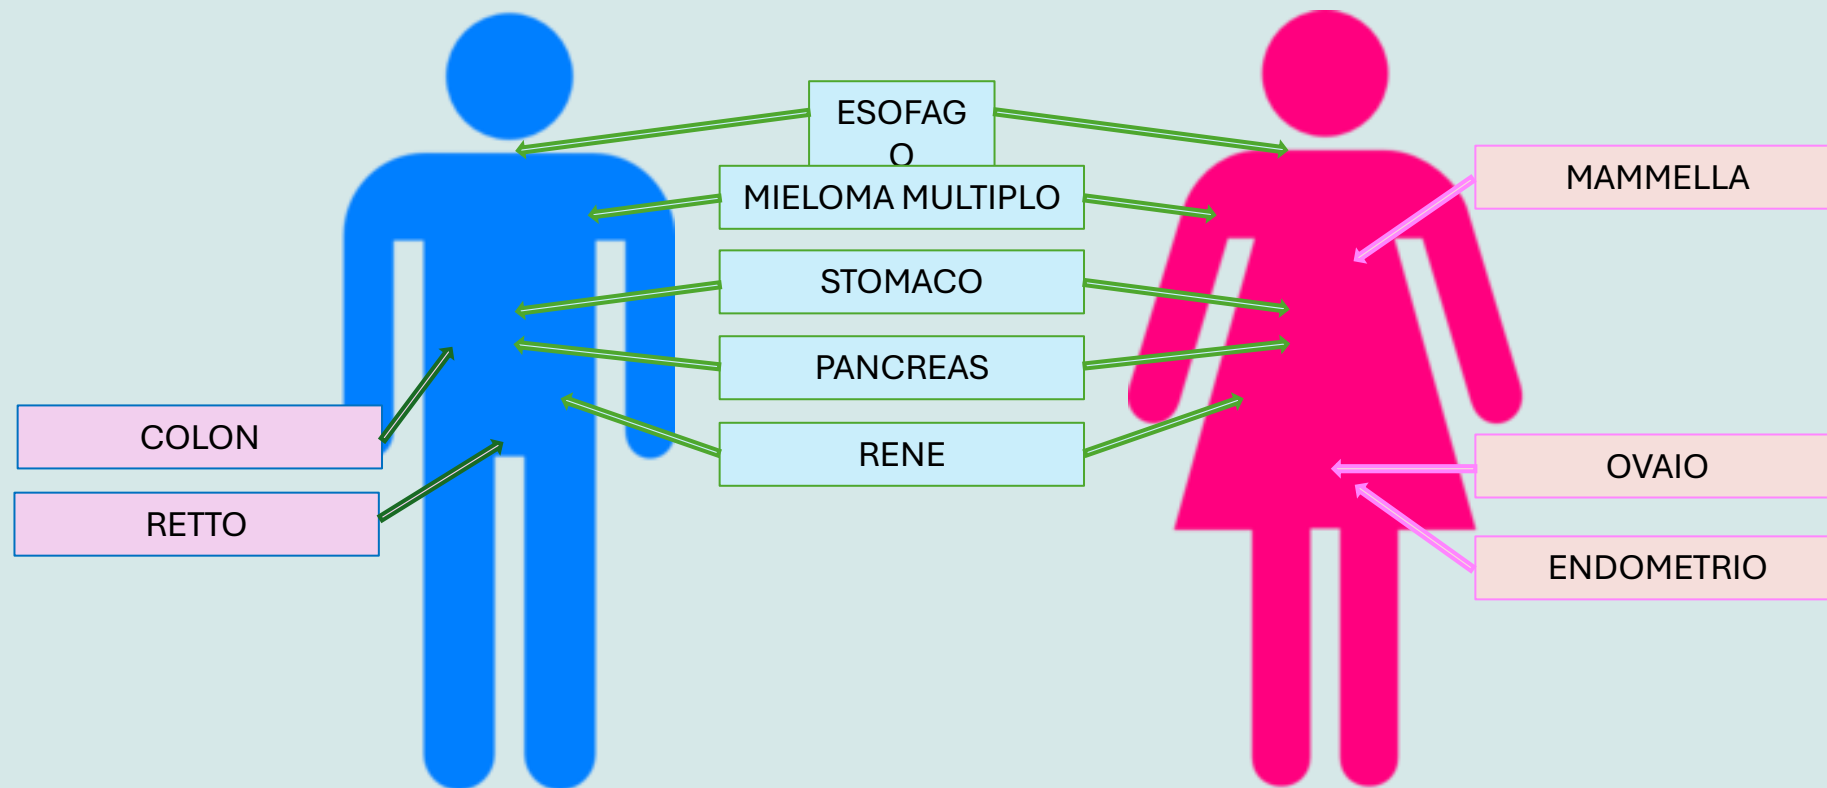 ESOFAG
O
MIELOMA MULTIPLO
MAMMELLA
STOMACO
PANCREAS
COLON
RENE
OVAIO
RETTO
ENDOMETRIO